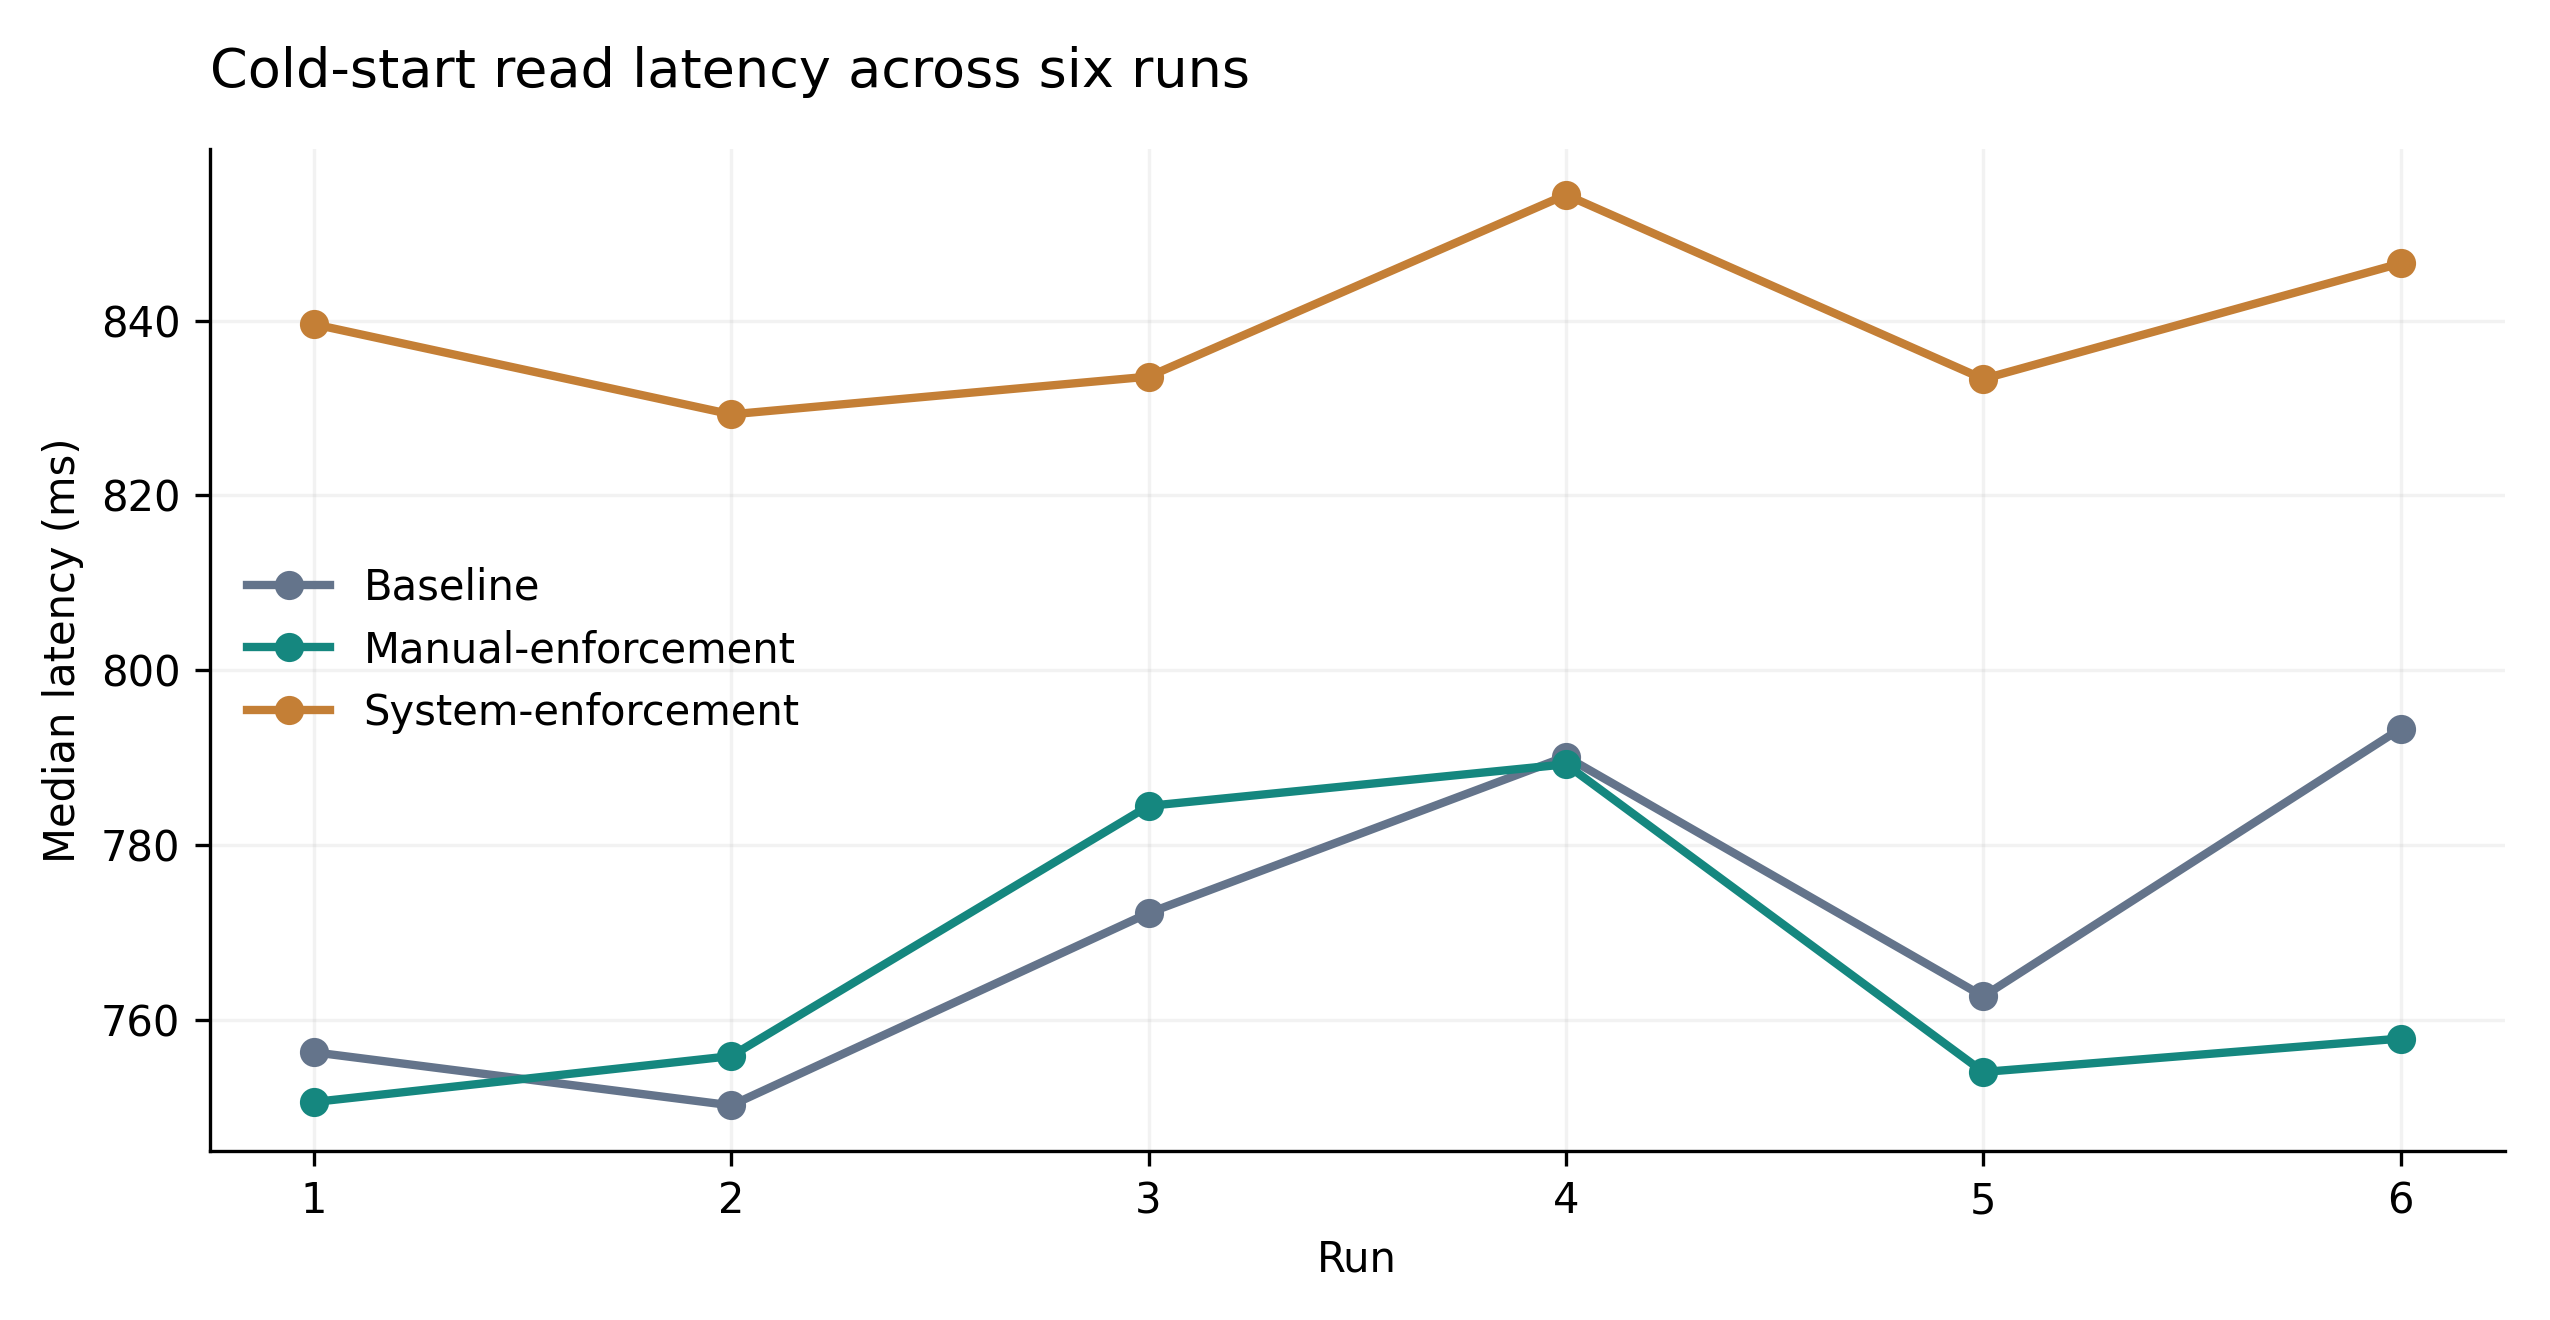 Cold-start read latency across six runs
Median latency (ms)
840
820
800
780
760
Baseline
Manual-enforcement
System-enforcement
1 2 3 4 5 6
Run